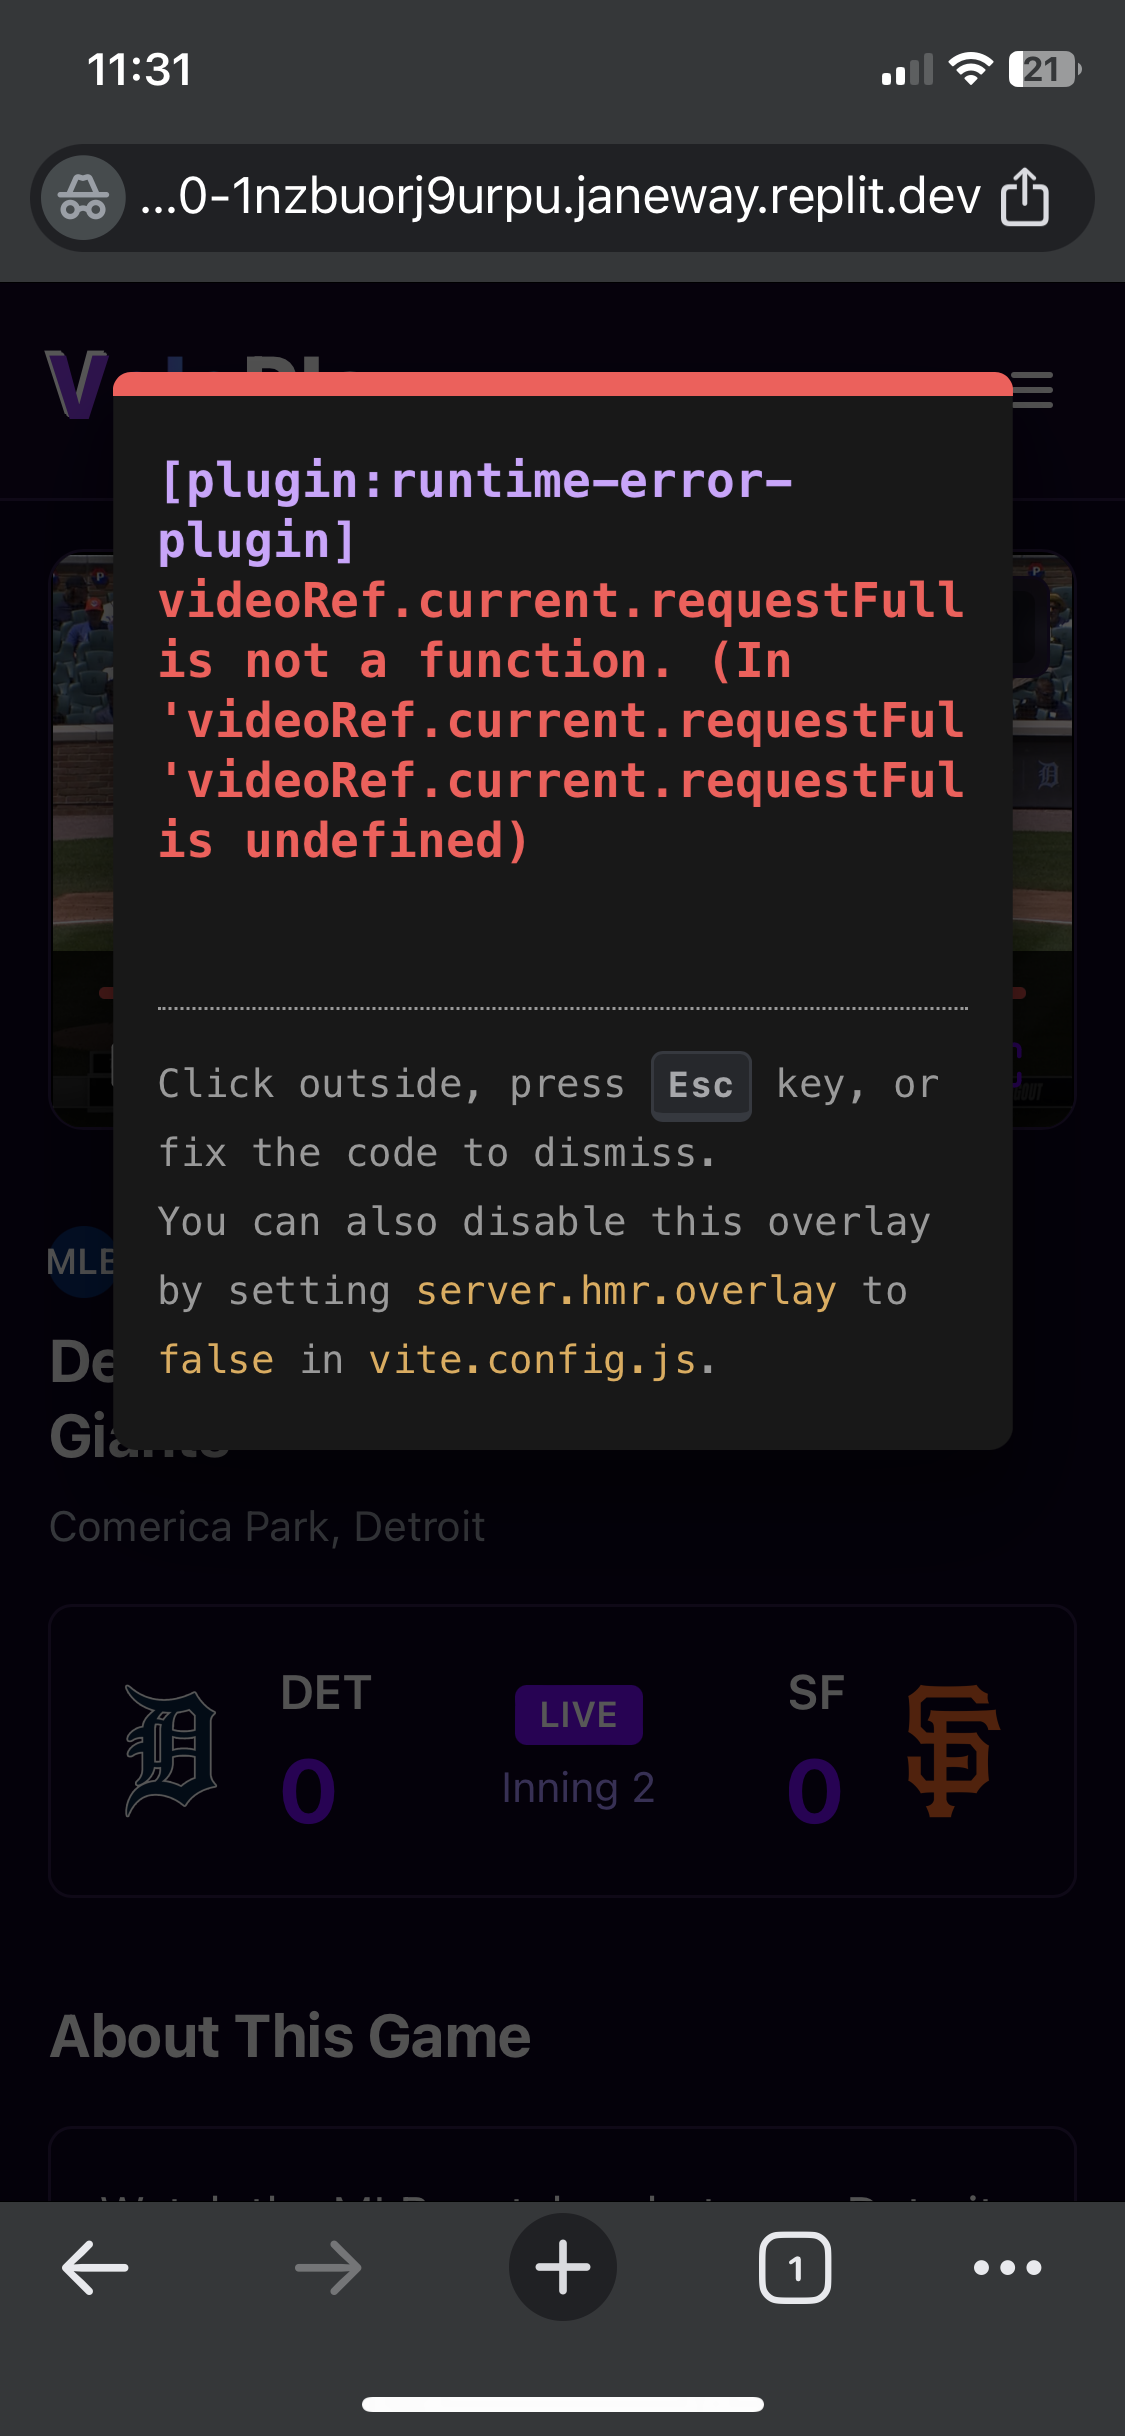 11:31
21
...0-1nzbuorj9urpu.janeway.replit.dev
V
[plugin:runtime-error-
plugin]
videoRef.current.requestFull
is not a function. (In
'videoRef.current.requestFul
'videoRef.current.requestFul
is undefined)
Click outside, press Esc key, or
fix the code to dismiss.
You can also disable this overlay
by setting server.hmr.overlay to
false in vite.config.js.
MLB
De
Giants
Comerica Park, Detroit
DET
LIVE
SF
0
Inning 2
0
About This Game
1